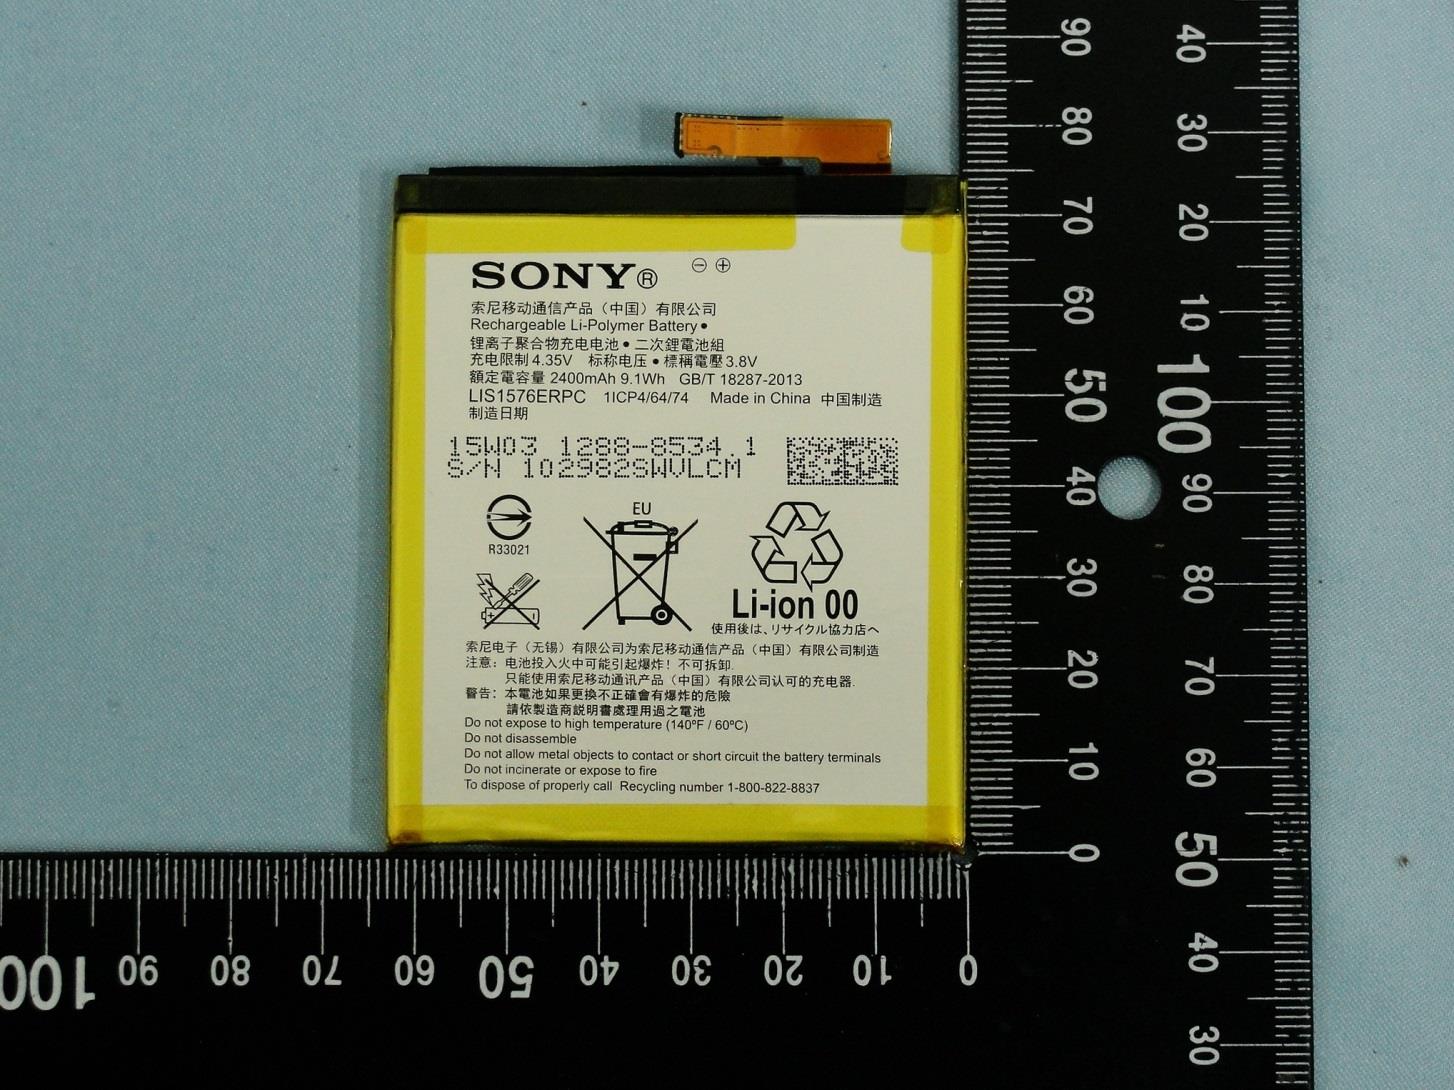 SONY® ⊖ ⊕
索尼移动通信产品（中国）有限公司
Rechargeable Li-Polymer Battery •
锂离子聚合物充电电池 • 二次鋰電池組
充电限制 4.35V 标称电压 • 標稱電壓 3.8V
額定電容量 2400mAh 9.1Wh GB/T 18287-2013
LIS1576ERPC 1ICP4/64/74 Made in China 中国制造
制造日期
15W03 1288-8534.1
S/N 102982SWVLCM
EU
R33021
Li-ion 00
使用後は、リサイクル協力店へ
索尼电子（无锡）有限公司为索尼移动通信产品（中国）有限公司制造
注意：电池投入火中可能引起爆炸！不可拆卸.
只能使用索尼移动通讯产品（中国）有限公司认可的充电器.
警告：本電池如果更換不正確會有爆炸的危險
請依製造商説明書處理用過之電池
Do not expose to high temperature (140ºF / 60ºC)
Do not disassemble
Do not allow metal objects to contact or short circuit the battery terminals
Do not incinerate or expose to fire
To dispose of properly call Recycling number 1-800-822-8837
90 80 70 60 50 40 30 20 10 0
40 30 20 10 100 90 80 70 60 50 40 30
100 90 80 70 60 50 40 30 20 10 0